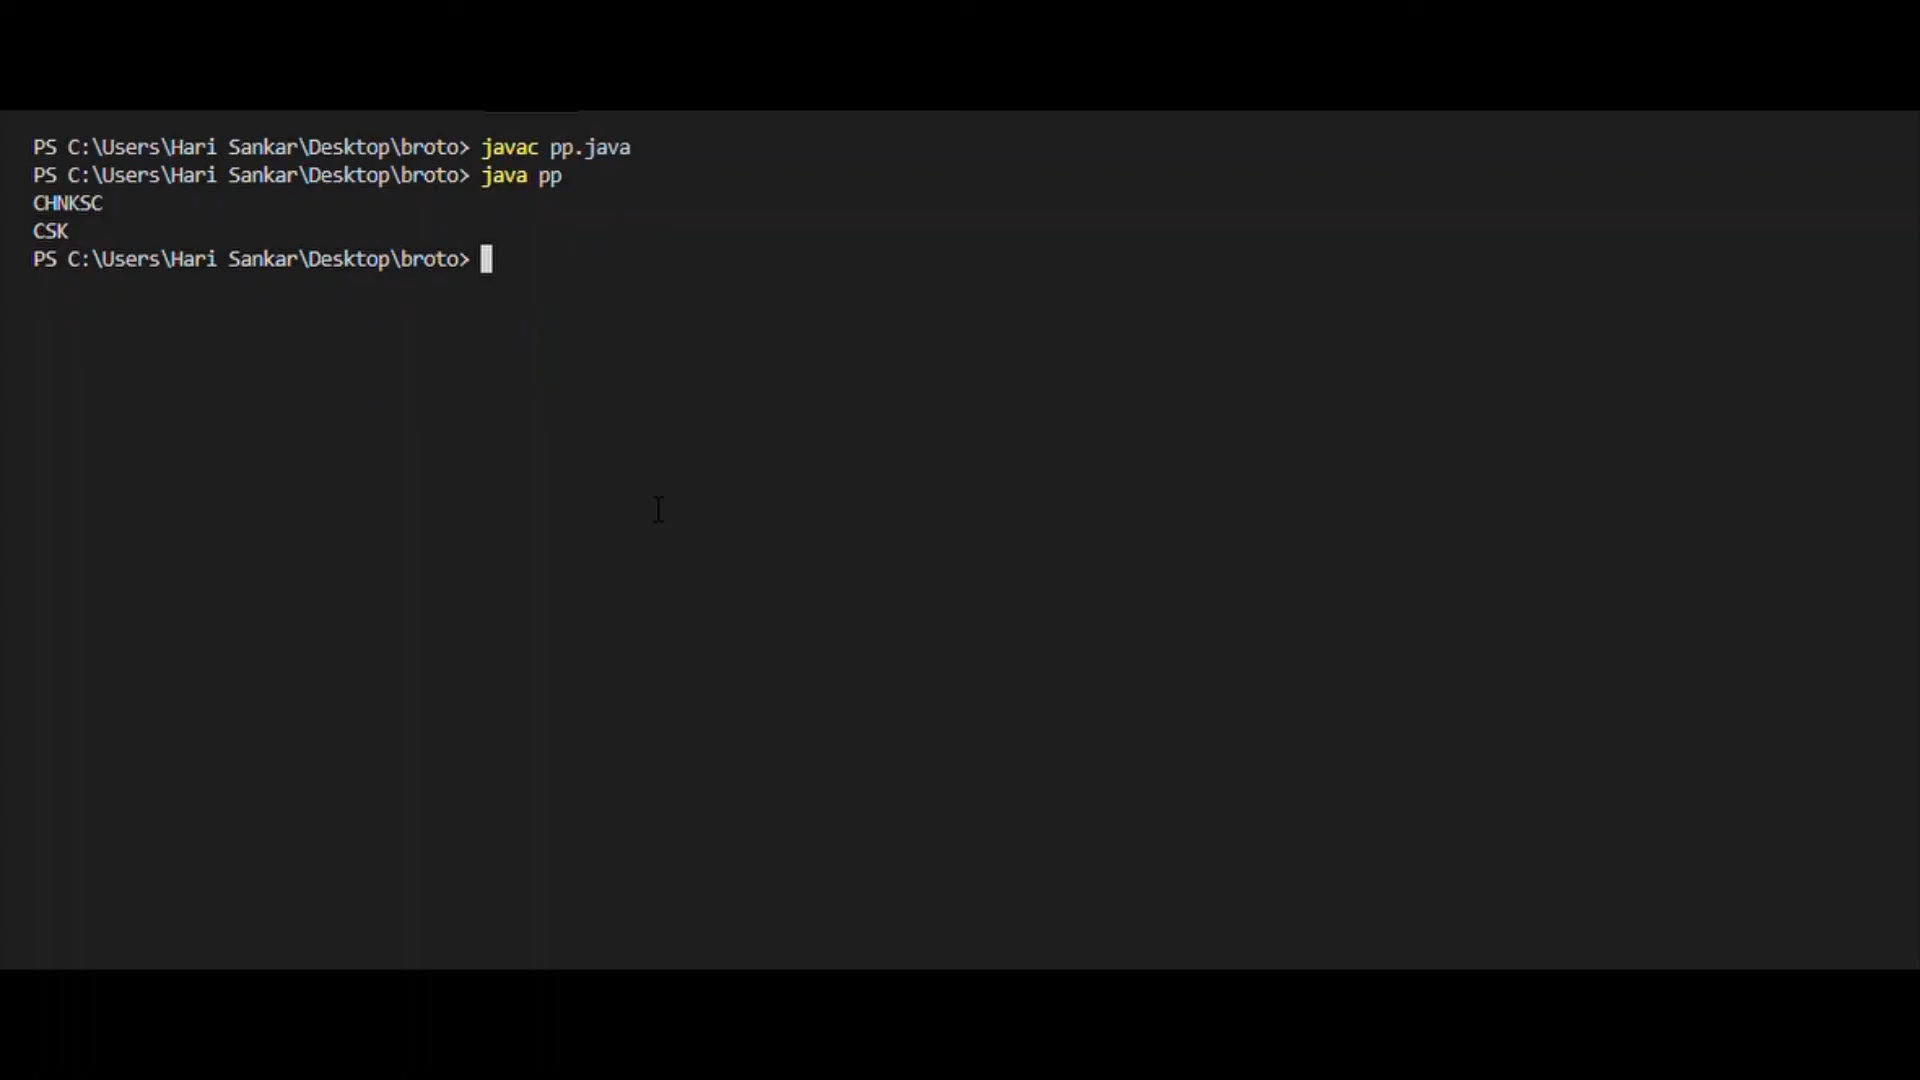 PS C:\Users\Hari Sankar\Desktop\broto> javac pp.java
PS C:\Users\Hari Sankar\Desktop\broto> java pp
CHNKSC
CSK
PS C:\Users\Hari Sankar\Desktop\broto>